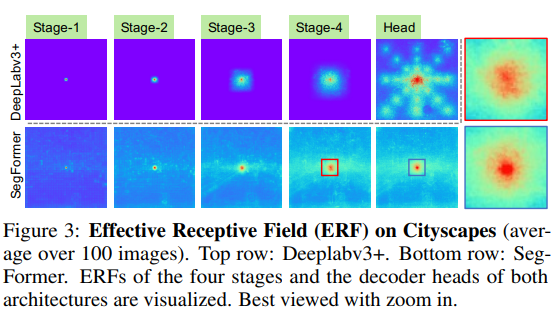 Stage-1 Stage-2 Stage-3 Stage-4 Head
DeepLabv3+
SegFormer
Figure 3: Effective Receptive Field (ERF) on Cityscapes (aver-
age over 100 images). Top row: Deeplabv3+. Bottom row: Seg-
Former. ERFs of the four stages and the decoder heads of both
architectures are visualized. Best viewed with zoom in.